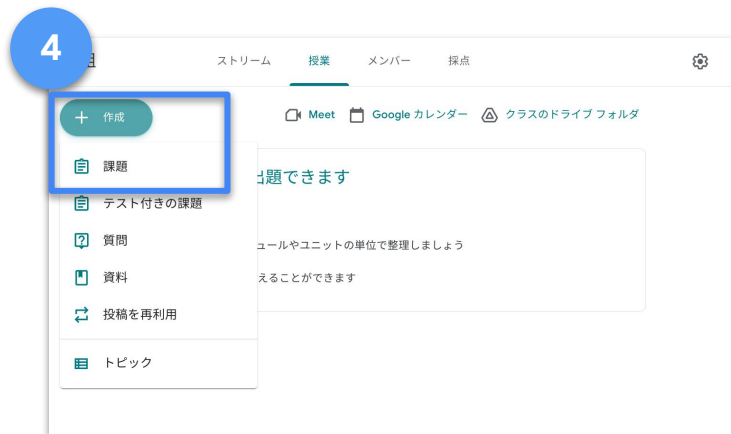 4
組
ストリーム 授業 メンバー 採点
+ 作成
Meet Google カレンダー クラスのドライブ フォルダ
課題
出題できます
テスト付きの課題
質問
ュールやユニットの単位で整理しましょう
資料
えることができます
投稿を再利用
トピック